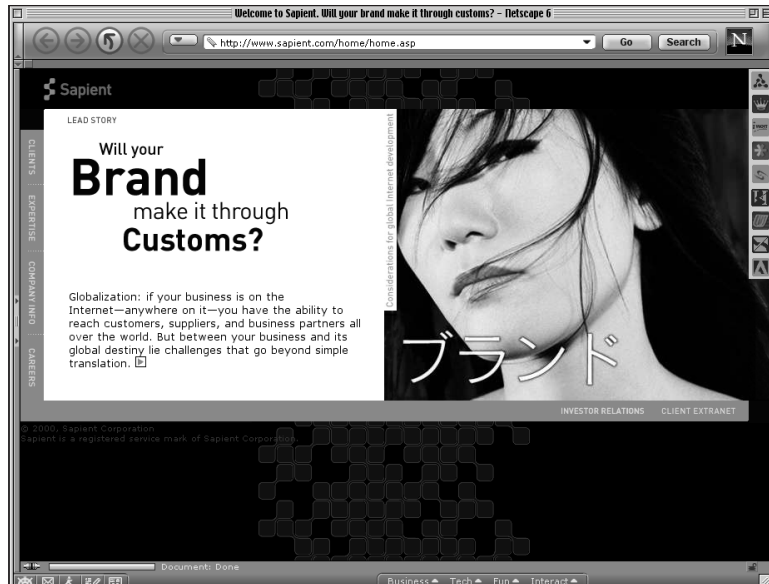 Welcome to Sapient. Will your brand make it through customs? - Netscape 6
http://www.sapient.com/home/home.asp
Go
Search
N
Sapient
LEAD STORY
Will your
Brand
make it through
Customs?
Considerations for global Internet development
CLIENTS
EXPERTISE
COMPANY INFO
CAREERS
Globalization: if your business is on the
Internet—anywhere on it—you have the ability to
reach customers, suppliers, and business partners all
over the world. But between your business and its
global destiny lie challenges that go beyond simple
translation.
ブランド
INVESTOR RELATIONS
CLIENT EXTRANET
© 2000, Sapient Corporation
Sapient is a registered service mark of Sapient Corporation.
Document: Done
Business
Tech
Fun
Interact